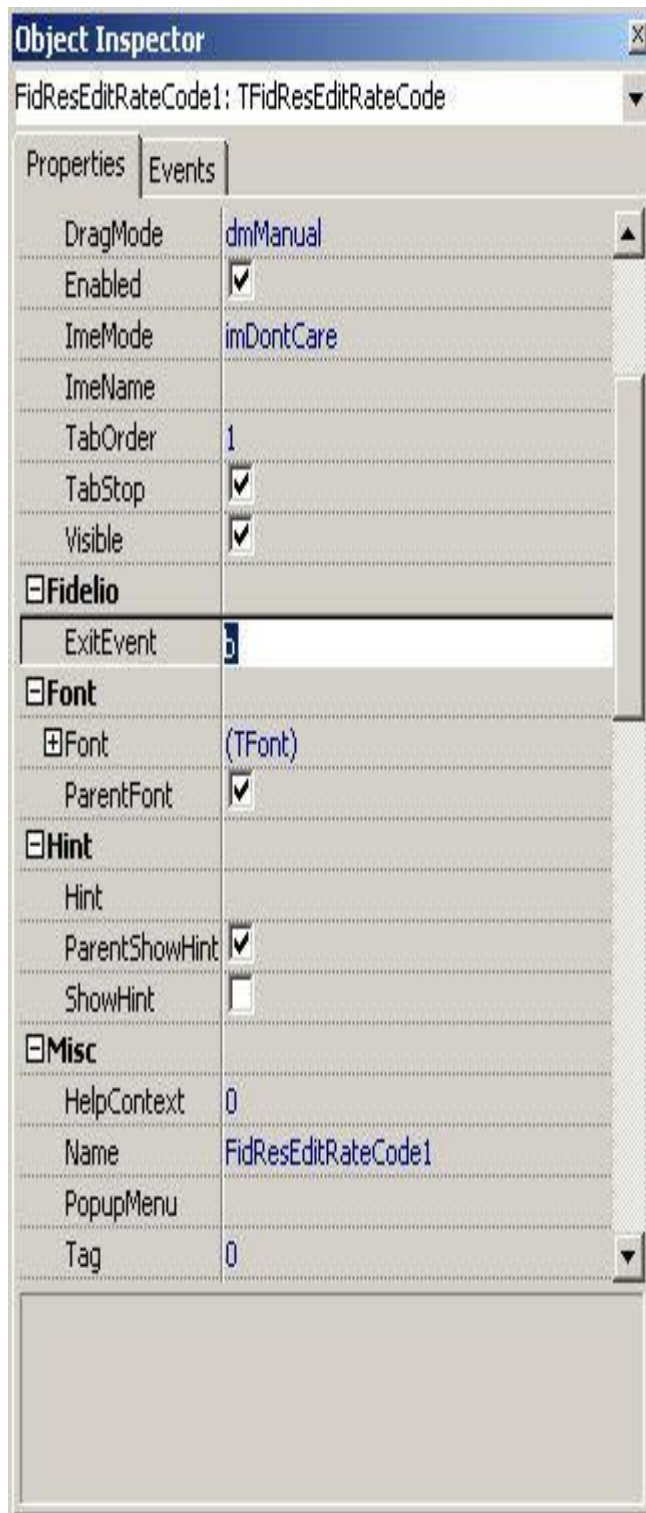 Object Inspector
FidResEditRateCode1: TFidResEditRateCode
Properties Events
DragMode dmManual
Enabled
ImeMode imDontCare
ImeName
TabOrder 1
TabStop
Visible
Fidelio
ExitEvent b
Font
Font (TFont)
ParentFont
Hint
Hint
ParentShowHint
ShowHint
Misc
HelpContext 0
Name FidResEditRateCode1
PopupMenu
Tag 0